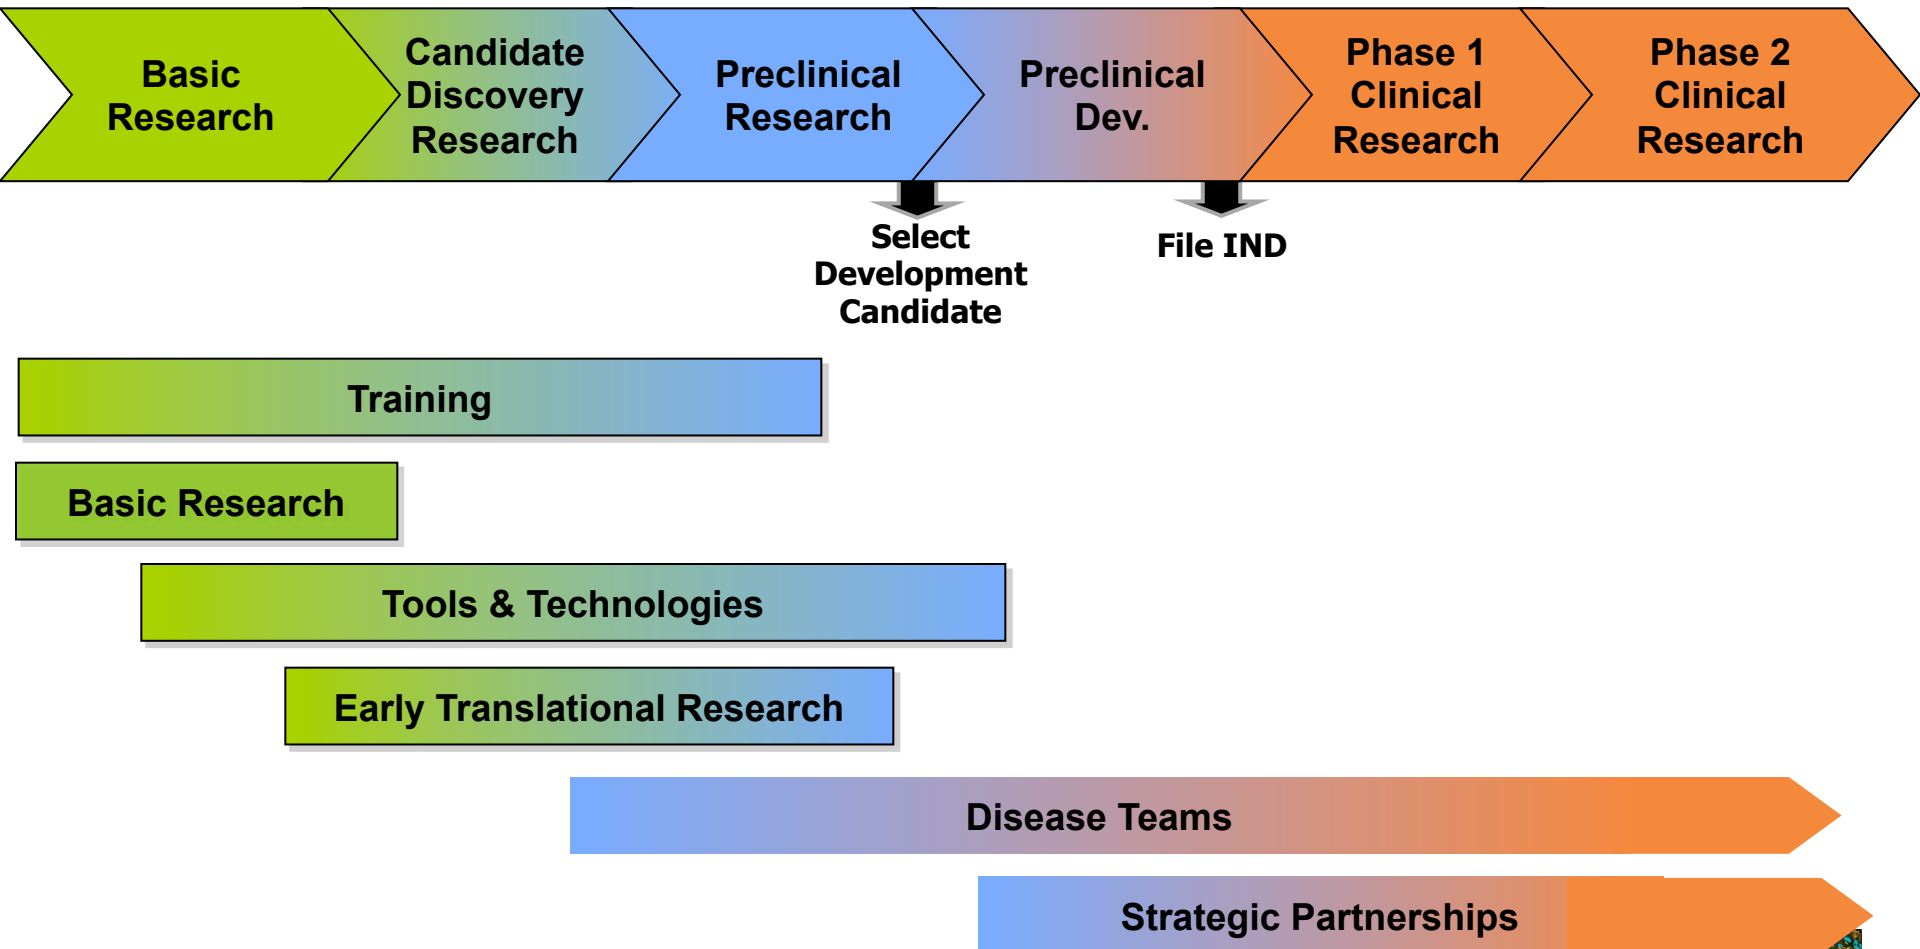 Basic
Research
Candidate
Discovery
Research
Preclinical
Research
Preclinical
Dev.
Phase 1
Clinical
Research
Phase 2
Clinical
Research
Select
Development
Candidate
File IND
Training
Basic Research
Tools & Technologies
Early Translational Research
Disease Teams
Strategic Partnerships